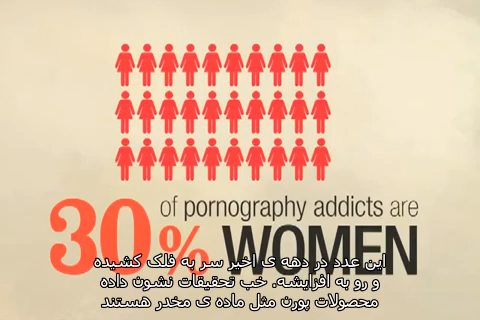 of pornography addicts are
30% WOMEN
این عدد در دهه ی اخیر سر به فلک کشیده
و رو به افزایشه. خب تحقیقات نشون داده
محصولات پورن مثل ماده ی مخدر هستند